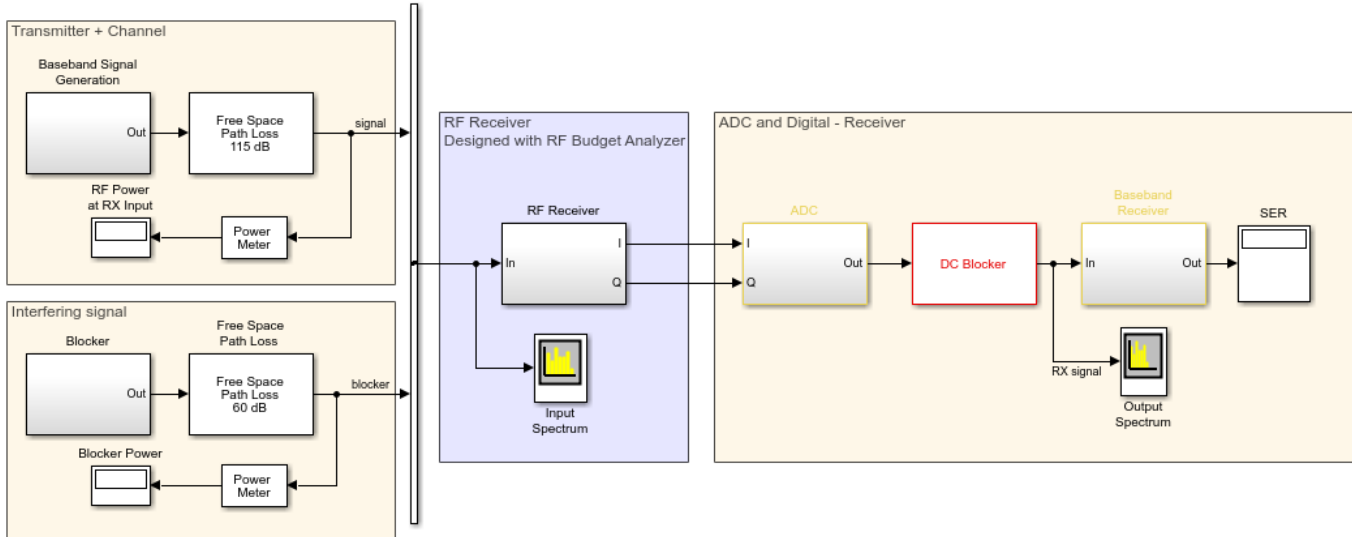 Transmitter + Channel
Baseband Signal
Generation
Out
Free Space
Path Loss
115 dB
signal
RF Power
at RX Input
Power
Meter
Interfering signal
Blocker
Out
Free Space
Path Loss
Free Space
Path Loss
60 dB
blocker
Blocker Power
Power
Meter
RF Receiver
Designed with RF Budget Analyzer
RF Receiver
In
I
Q
Input
Spectrum
ADC and Digital - Receiver
ADC
I
Q
Out
DC Blocker
Baseband
Receiver
In
Out
SER
RX signal
Output
Spectrum